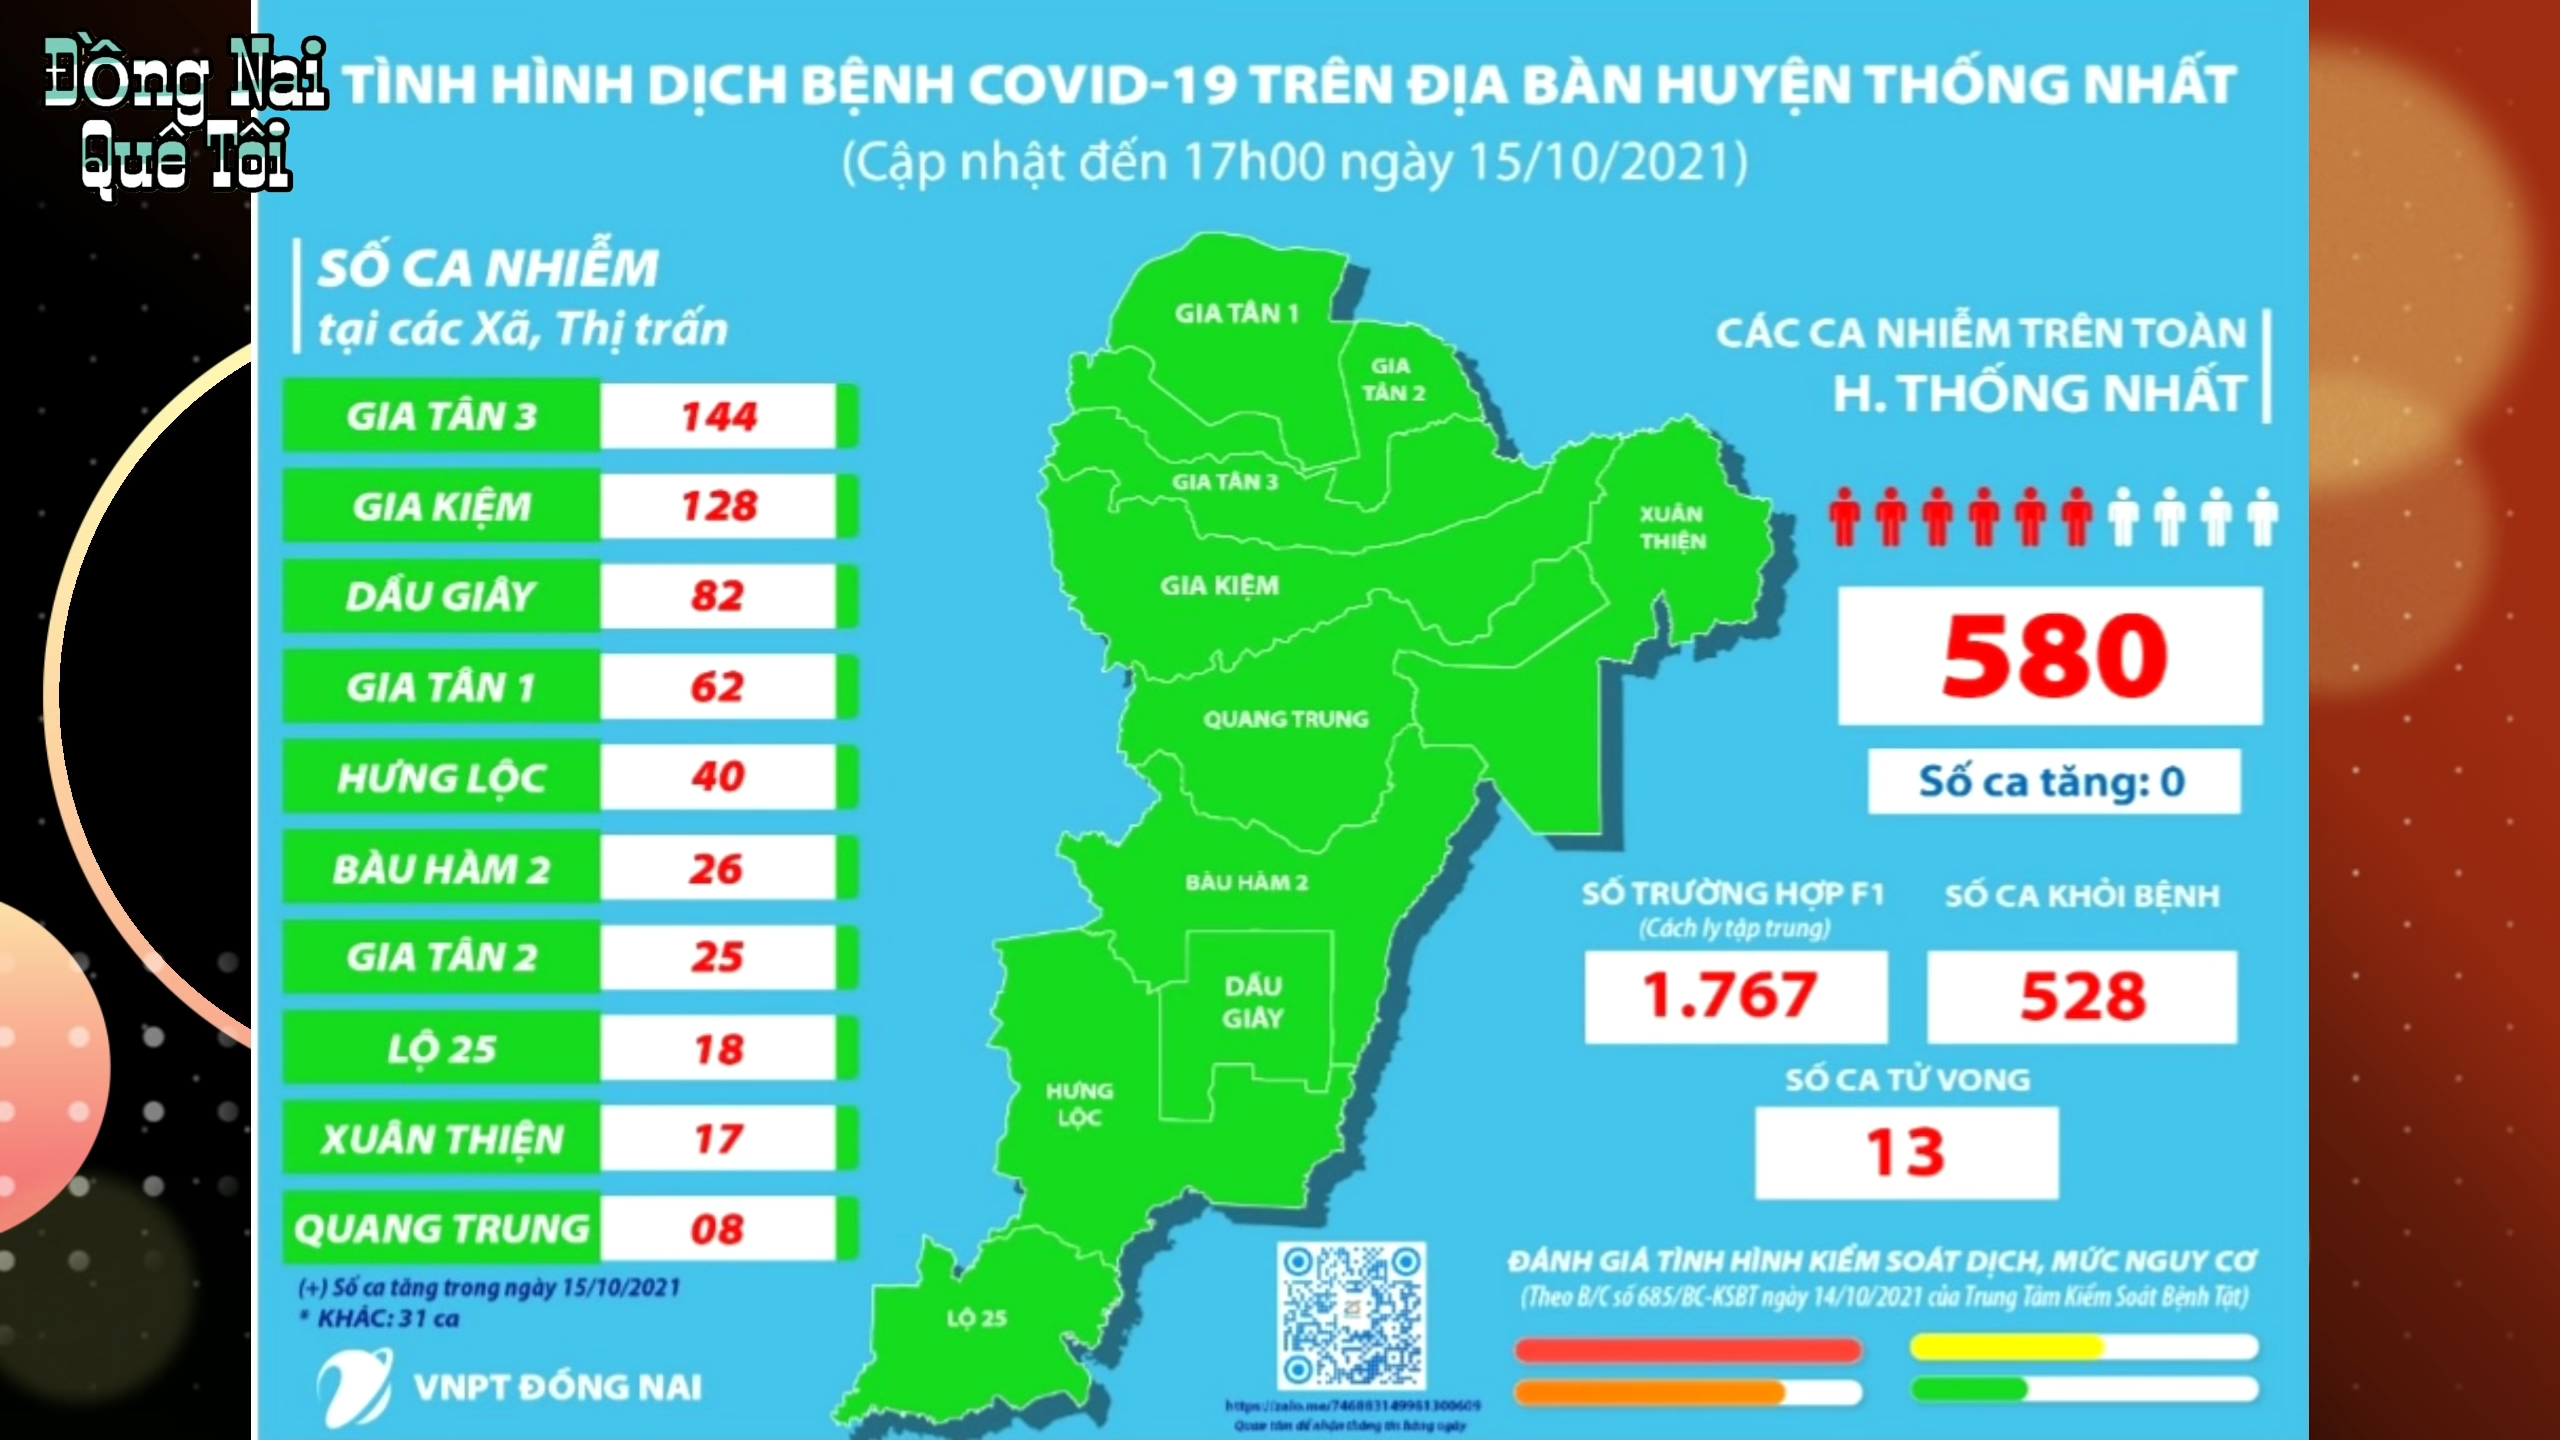 Đồng Nai
Quê Tôi
TÌNH HÌNH DỊCH BỆNH COVID-19 TRÊN ĐỊA BÀN HUYỆN THỐNG NHẤT
(Cập nhật đến 17h00 ngày 15/10/2021)
SỐ CA NHIỄM
tại các Xã, Thị trấn
GIA TÂN 3 144
GIA KIỆM 128
DẦU GIÂY 82
GIA TÂN 1 62
HƯNG LỘC 40
BÀU HÀM 2 26
GIA TÂN 2 25
LỘ 25 18
XUÂN THIỆN 17
QUANG TRUNG 08
(+) Số ca tăng trong ngày 15/10/2021
* KHÁC: 31 ca
VNPT ĐỒNG NAI
GIA TÂN 1
GIA
TÂN 2
GIA TÂN 3
XUÂN
THIỆN
GIA KIỆM
QUANG TRUNG
BÀU HÀM 2
DẦU
GIÂY
HƯNG
LỘC
LỘ 25
CÁC CA NHIỄM TRÊN TOÀN
H. THỐNG NHẤT
580
Số ca tăng: 0
SỐ TRƯỜNG HỢP F1
(Cách ly tập trung)
1.767
SỐ CA KHỎI BỆNH
528
SỐ CA TỬ VONG
13
ĐÁNH GIÁ TÌNH HÌNH KIỂM SOÁT DỊCH, MỨC NGUY CƠ
(Theo B/C số 685/BC-KSBT ngày 14/10/2021 của Trung Tâm Kiểm Soát Bệnh Tật)
Quan tâm để nhận thông tin hàng ngày